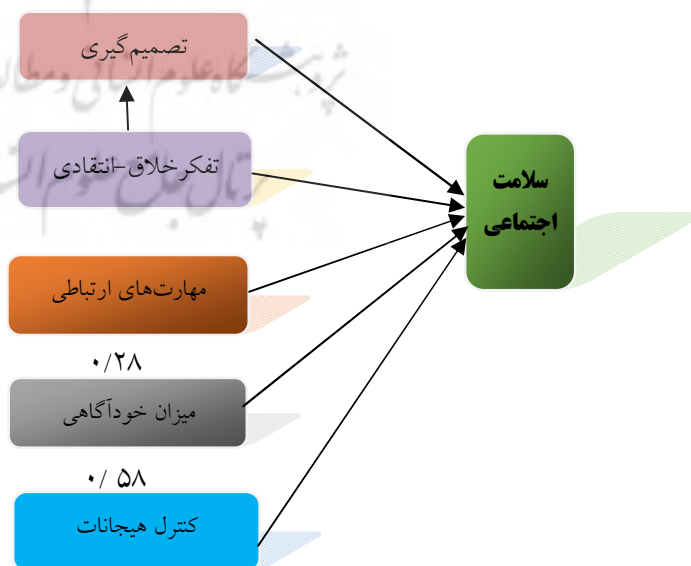 تصمیم‌گیری
تفکرخلاق-انتقادی
سلامت
اجتماعی
مهارت‌های ارتباطی
۰/۲۸
میزان خودآگاهی
۰/ ۵۸
کنترل هیجانات